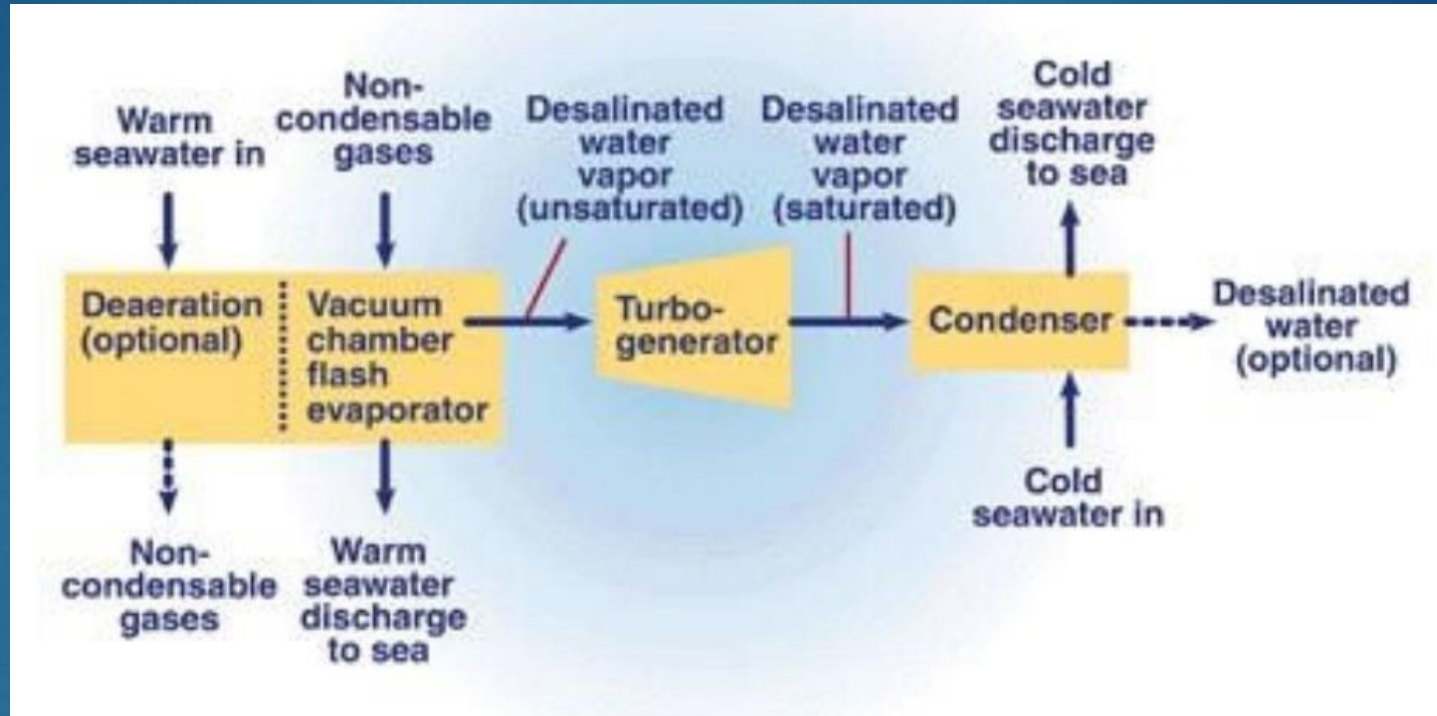 Warm
seawater in
Non-
condensable
gases
Desalinated
water
vapor
(unsaturated)
Desalinated
water
vapor
(saturated)
Cold
seawater
discharge
to sea
Deaeration
(optional)
Vacuum
chamber
flash
evaporator
Turbo-
generator
Condenser
Desalinated
water
(optional)
Non-
condensable
gases
Warm
seawater
discharge
to sea
Cold
seawater in